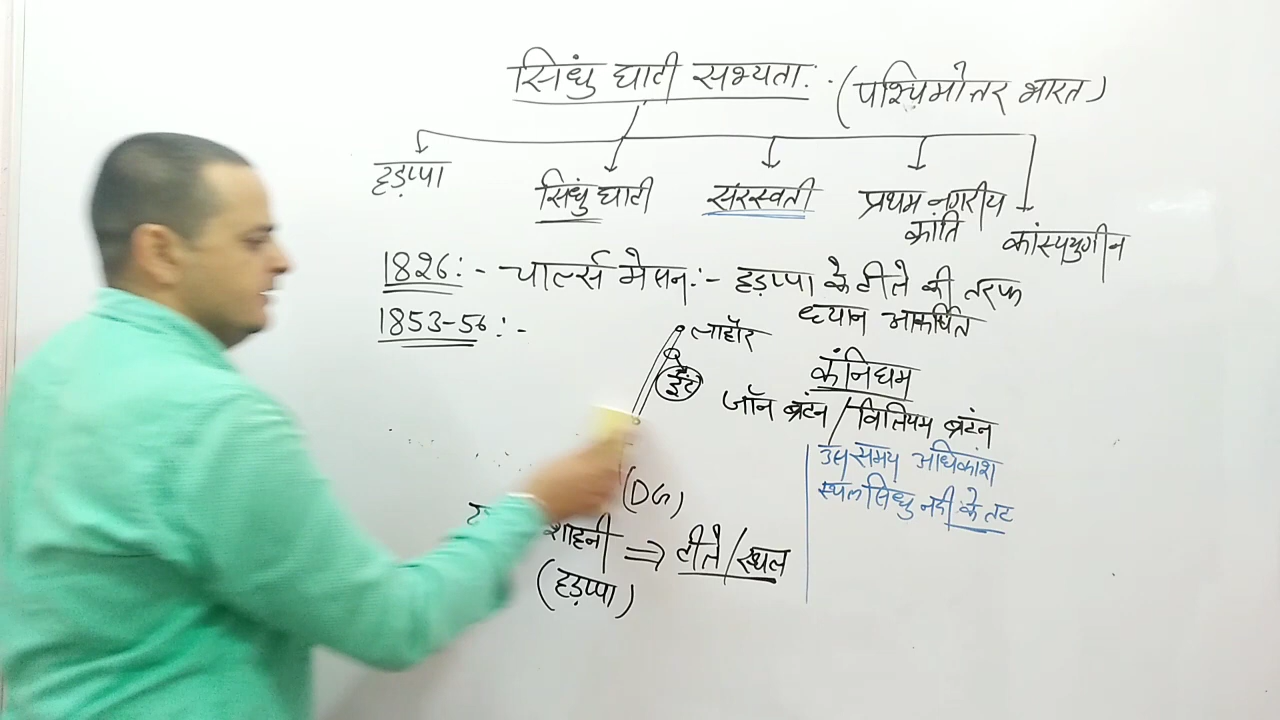 सिंधु घाटी सभ्यता:- (पश्चिमोत्तर भारत)
हड़प्पा
सिंधु घाटी
सरस्वती
प्रथम नगरीय
क्रांति
कांस्ययुगीन
1826:- चार्ल्स मेसन:- हड़प्पा के टीले की तरफ
ध्यान आकर्षित
1853-56:-
लाहौर
ईंट
कनिंघम
जॉन ब्रंटन/विलियम ब्रंटन
उस समय अधिकांश
स्थल सिंधु नदी के तट
(DG)
शाहनी ⇒ टीले/स्थल
(हड़प्पा)